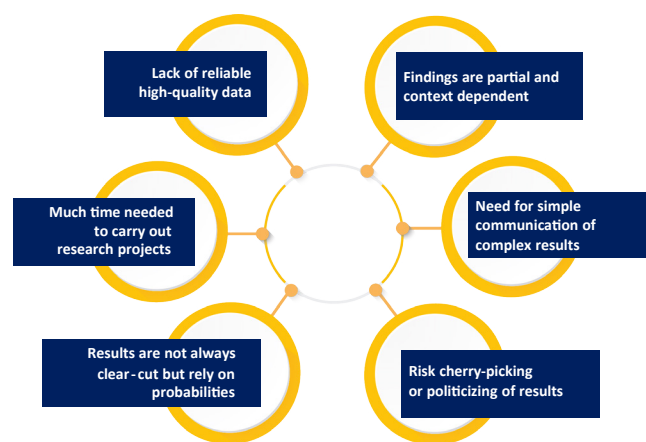 Lack of reliable
high-quality data
Findings are partial and
context dependent
Much time needed
to carry out
research projects
Need for simple
communication of
complex results
Results are not always
clear-cut but rely on
probabilities
Risk cherry-picking
or politicizing of results